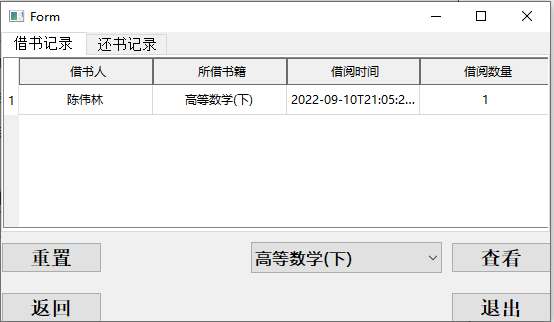 Form
借书记录 还书记录
借书人 所借书籍 借阅时间 借阅数量
1 陈伟林 高等数学(下) 2022-09-10T21:05:2... 1
重置 高等数学(下) 查看
返回 退出